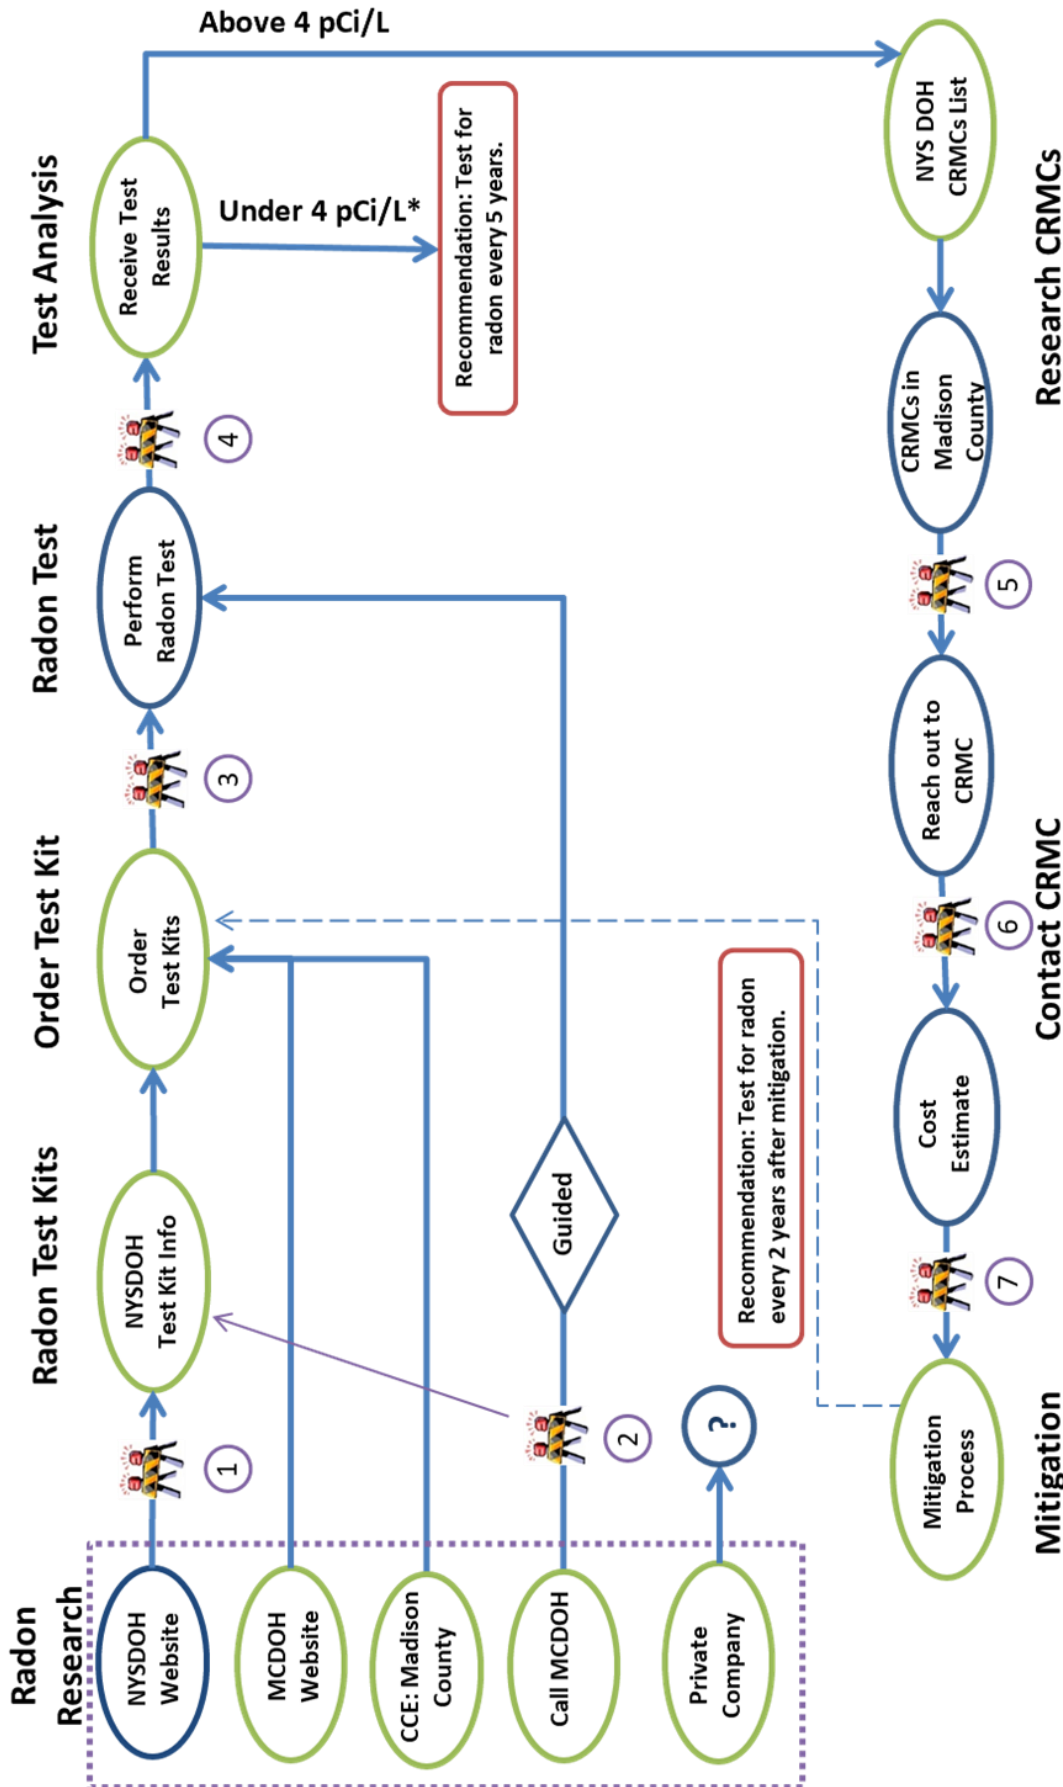 Radon
Research
Radon Test Kits
Order Test Kit
Radon Test
Test Analysis
NYSDOH
Website
1
NYSDOH
Test Kit Info
Order
Test Kits
3
Perform
Radon Test
4
Receive Test
Results
Above 4 pCi/L
Under 4 pCi/L*
MCDOH
Website
CCE: Madison
County
Recommendation: Test for
radon every 5 years.
Call MCDOH
2
Guided
Private
Company
?
Recommendation: Test for radon
every 2 years after mitigation.
Mitigation
Process
7
Cost
Estimate
6
Reach out to
CRMC
5
CRMCs in
Madison
County
NYS DOH
CRMCs List
Mitigation
Contact CRMC
Research CRMCs